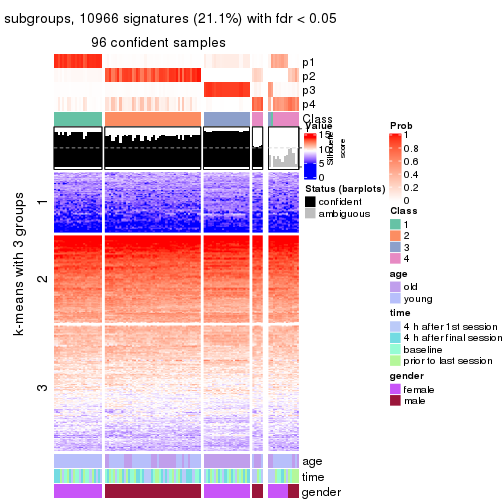 subgroups, 10966 signatures (21.1%) with fdr < 0.05
96 confident samples
p1
p2
p3
p4
Class
1
2
3
k-means with 3 groups
age
time
gender
Value
15
10
5
0
Silhouette
score
Status (barplots)
confident
ambiguous
Prob
1
0.8
0.6
0.4
0.2
0
Class
1
2
3
4
age
old
young
time
4 h after 1st session
4 h after final session
baseline
prior to last session
gender
female
male